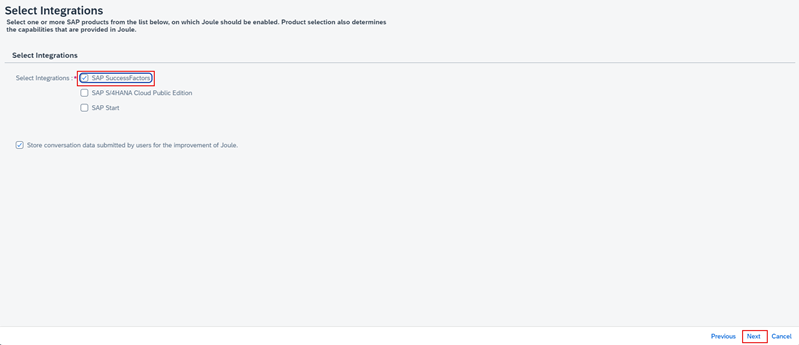 Select Integrations
Select one or more SAP products from the list below, on which Joule should be enabled. Product selection also determines
the capabilities that are provided in Joule.
Select Integrations
Select Integrations :* SAP SuccessFactors
SAP S/4HANA Cloud Public Edition
SAP Start
Store conversation data submitted by users for the improvement of Joule.
Previous Next Cancel